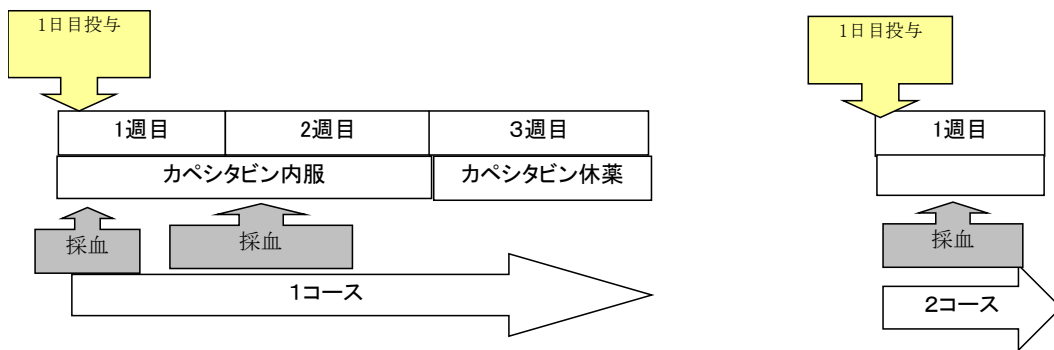 1日目投与
1日目投与
1週目
2週目
3週目
1週目
カペシタビン内服
カペシタビン休薬
採血
採血
採血
1コース
2コース